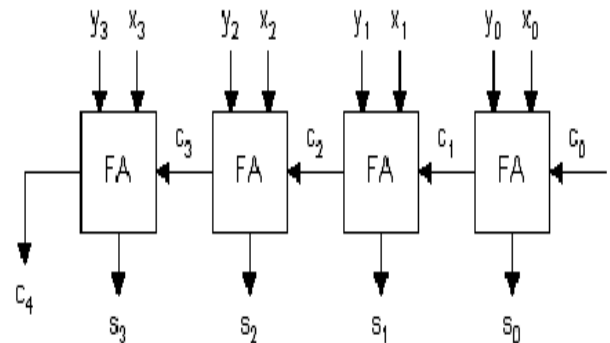 y₃ x₃ y₂ x₂ y₁ x₁ y₀ x₀
c₃ c₂ c₁ c₀
FA FA FA FA
c₄
s₃ s₂ s₁ s₀